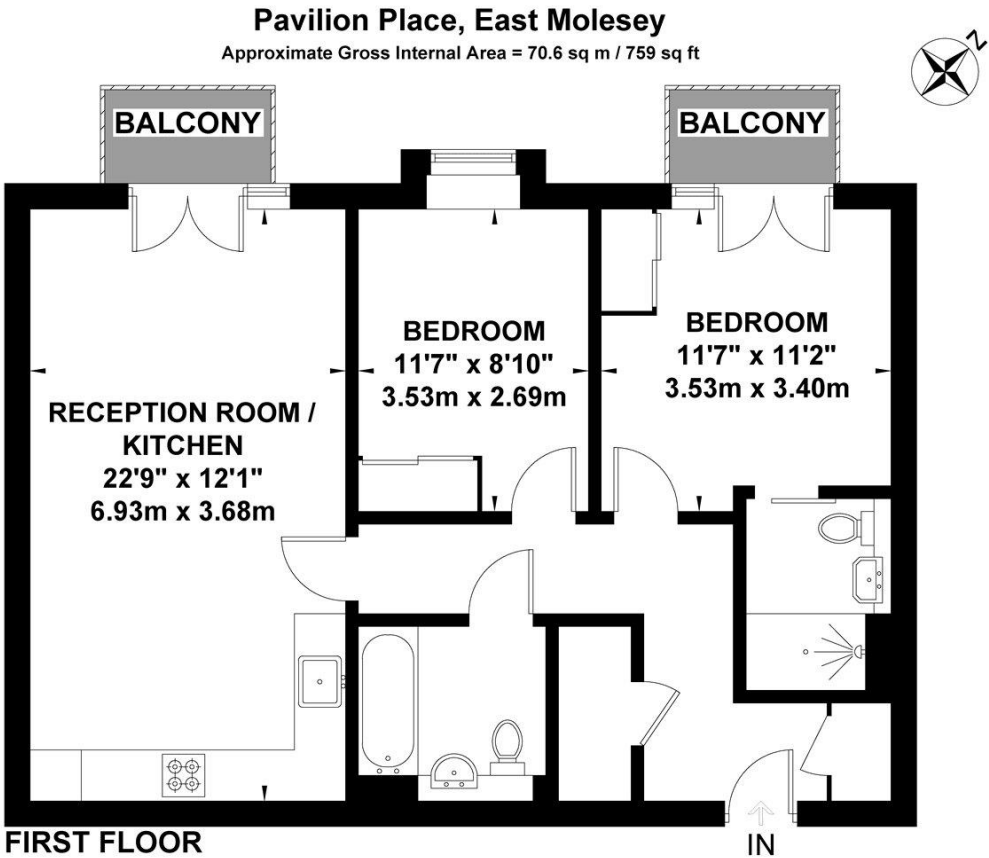 Pavilion Place, East Molesey
Approximate Gross Internal Area = 70.6 sq m / 759 sq ft
N
BALCONY
BALCONY
BEDROOM
11'7" x 8'10"
3.53m x 2.69m
BEDROOM
11'7" x 11'2"
3.53m x 3.40m
RECEPTION ROOM /
KITCHEN
22'9" x 12'1"
6.93m x 3.68m
FIRST FLOOR
IN